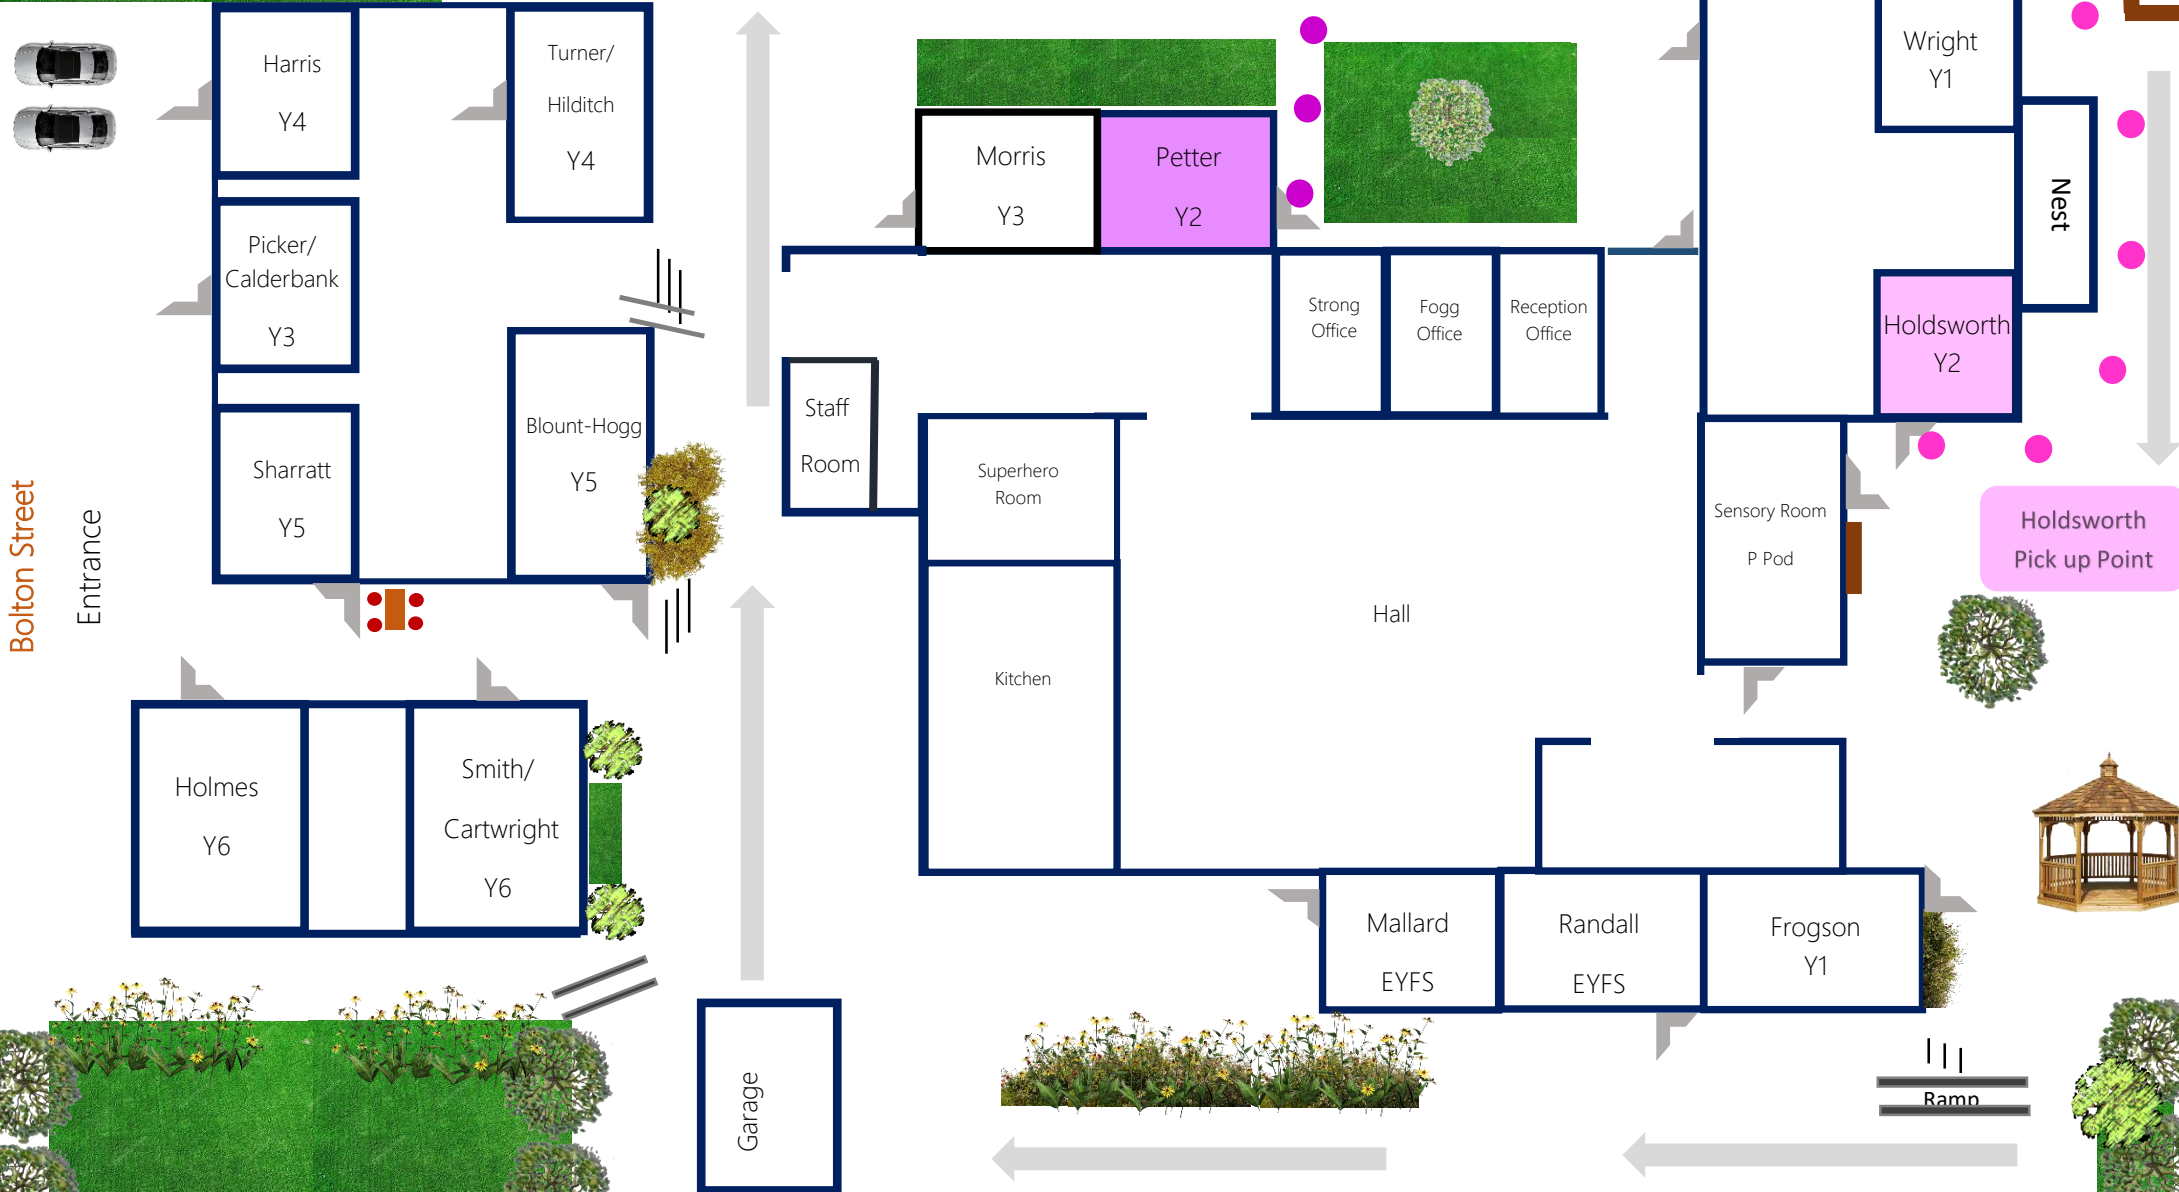 Harris
Y4
Turner/
Hilditch
Y4
Picker/
Calderbank
Y3
Sharratt
Y5
Blount-Hogg
Y5
Bolton Street
Entrance
Holmes
Y6
Smith/
Cartwright
Y6
Garage
Morris
Y3
Petter
Y2
Strong
Office
Fogg
Office
Reception
Office
Staff
Room
Superhero
Room
Kitchen
Hall
Wright
Y1
Nest
Holdsworth
Y2
Sensory Room
P Pod
Holdsworth
Pick up Point
Mallard
EYFS
Randall
EYFS
Frogson
Y1
Ramp